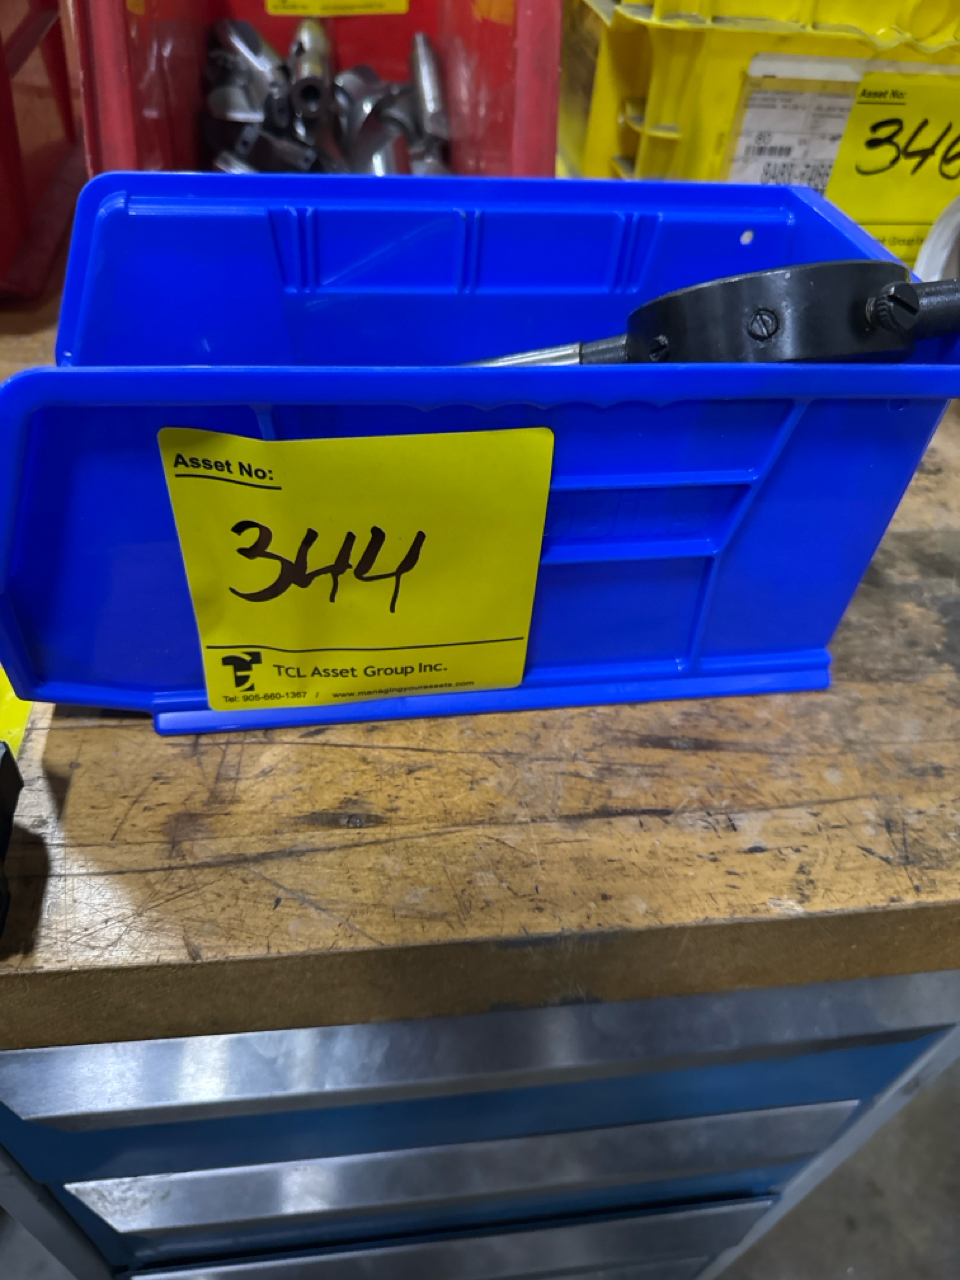 Asset No:
346
Asset No:
344
TCL Asset Group Inc.
Tel: 905-660-1367 / www.managingyourassets.com